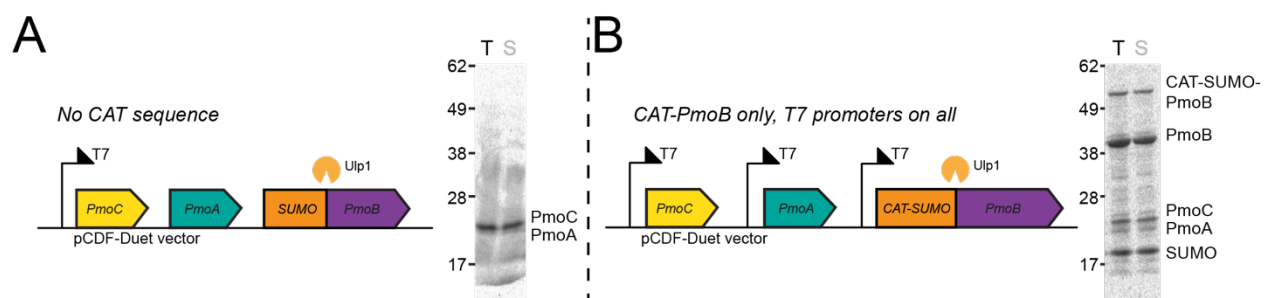 A
No CAT sequence
T7
Ulp1
PmoC
PmoA
SUMO
PmoB
pCDF-Duet vector
T S
62
49
38
28
17
PmoC
PmoA
B
CAT-PmoB only, T7 promoters on all
T7
T7
T7
Ulp1
PmoC
PmoA
CAT-SUMO
PmoB
pCDF-Duet vector
T S
62
49
38
28
17
CAT-SUMO-
PmoB
PmoB
PmoC
PmoA
SUMO